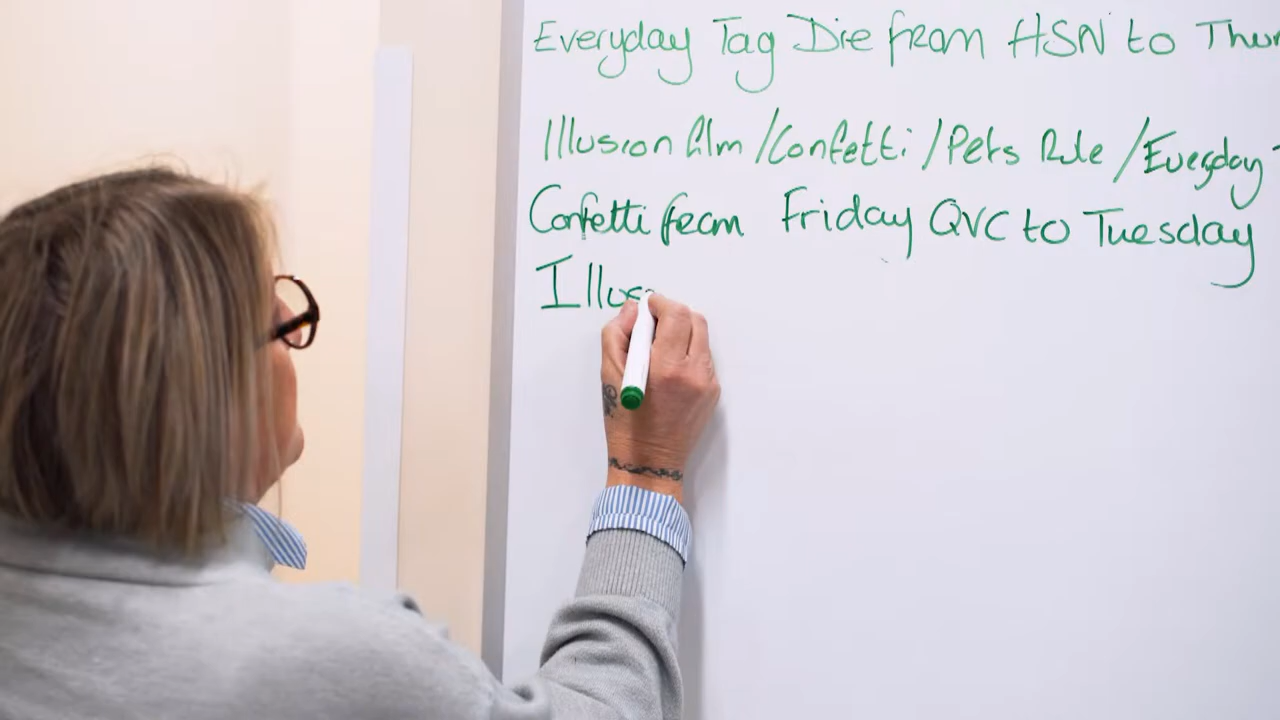 Everyday Tag Die from HSN to Thur
Illusion film /Confetti /Pets Rule /Everyday T
Confetti from Friday QVC to Tuesday
Illus